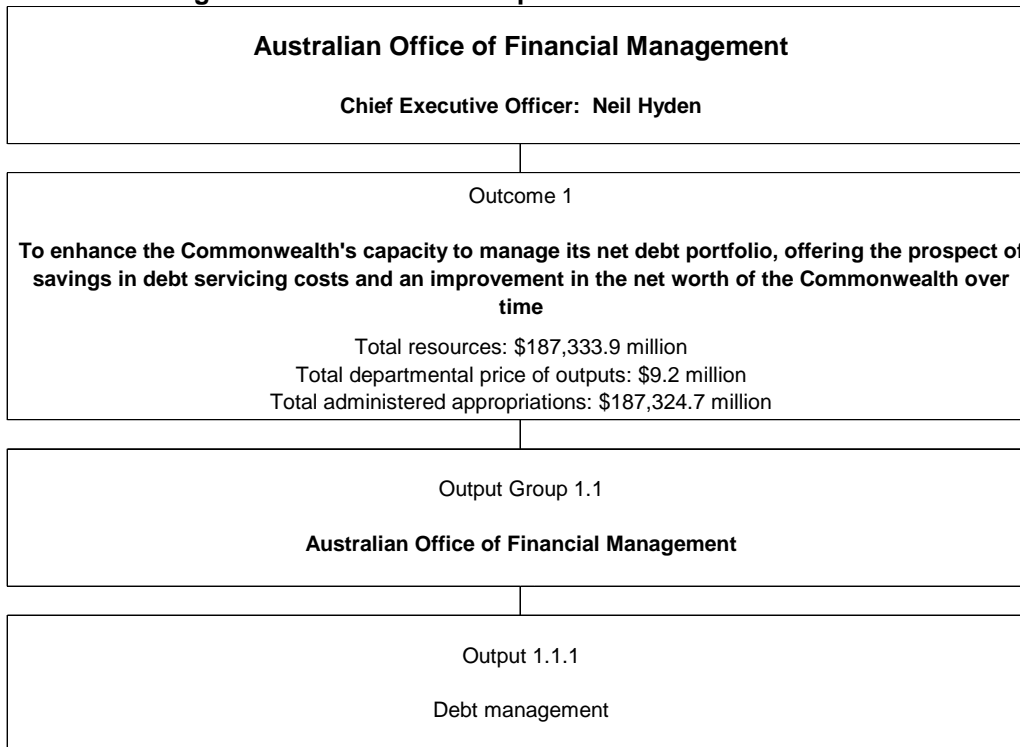 Australian Office of Financial Management
Chief Executive Officer:  Neil Hyden
Outcome 1
To enhance the Commonwealth's capacity to manage its net debt portfolio, offering the prospect of
savings in debt servicing costs and an improvement in the net worth of the Commonwealth over
time
Total resources: $187,333.9 million
Total departmental price of outputs: $9.2 million
Total administered appropriations: $187,324.7 million
Output Group 1.1
Australian Office of Financial Management
Output 1.1.1
Debt management